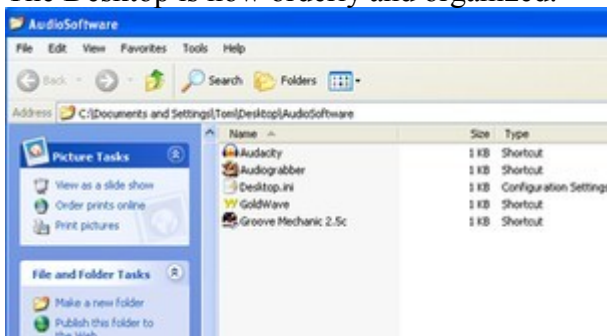 The Desktop is now orderly and organized.
AudioSoftware
File Edit View Favorites Tools Help
Back Search Folders
Address C:\Documents and Settings\Tom\Desktop\AudioSoftware
Name Size Type
Picture Tasks
Audacity 1 KB Shortcut
Audiograbber 1 KB Shortcut
View as a slide show
Desktop.ini 1 KB Configuration Settings
Order prints online
GoldWave 1 KB Shortcut
Print pictures
Groove Mechanic 2.5c 1 KB Shortcut
File and Folder Tasks
Make a new folder
Publish this folder to
the Web